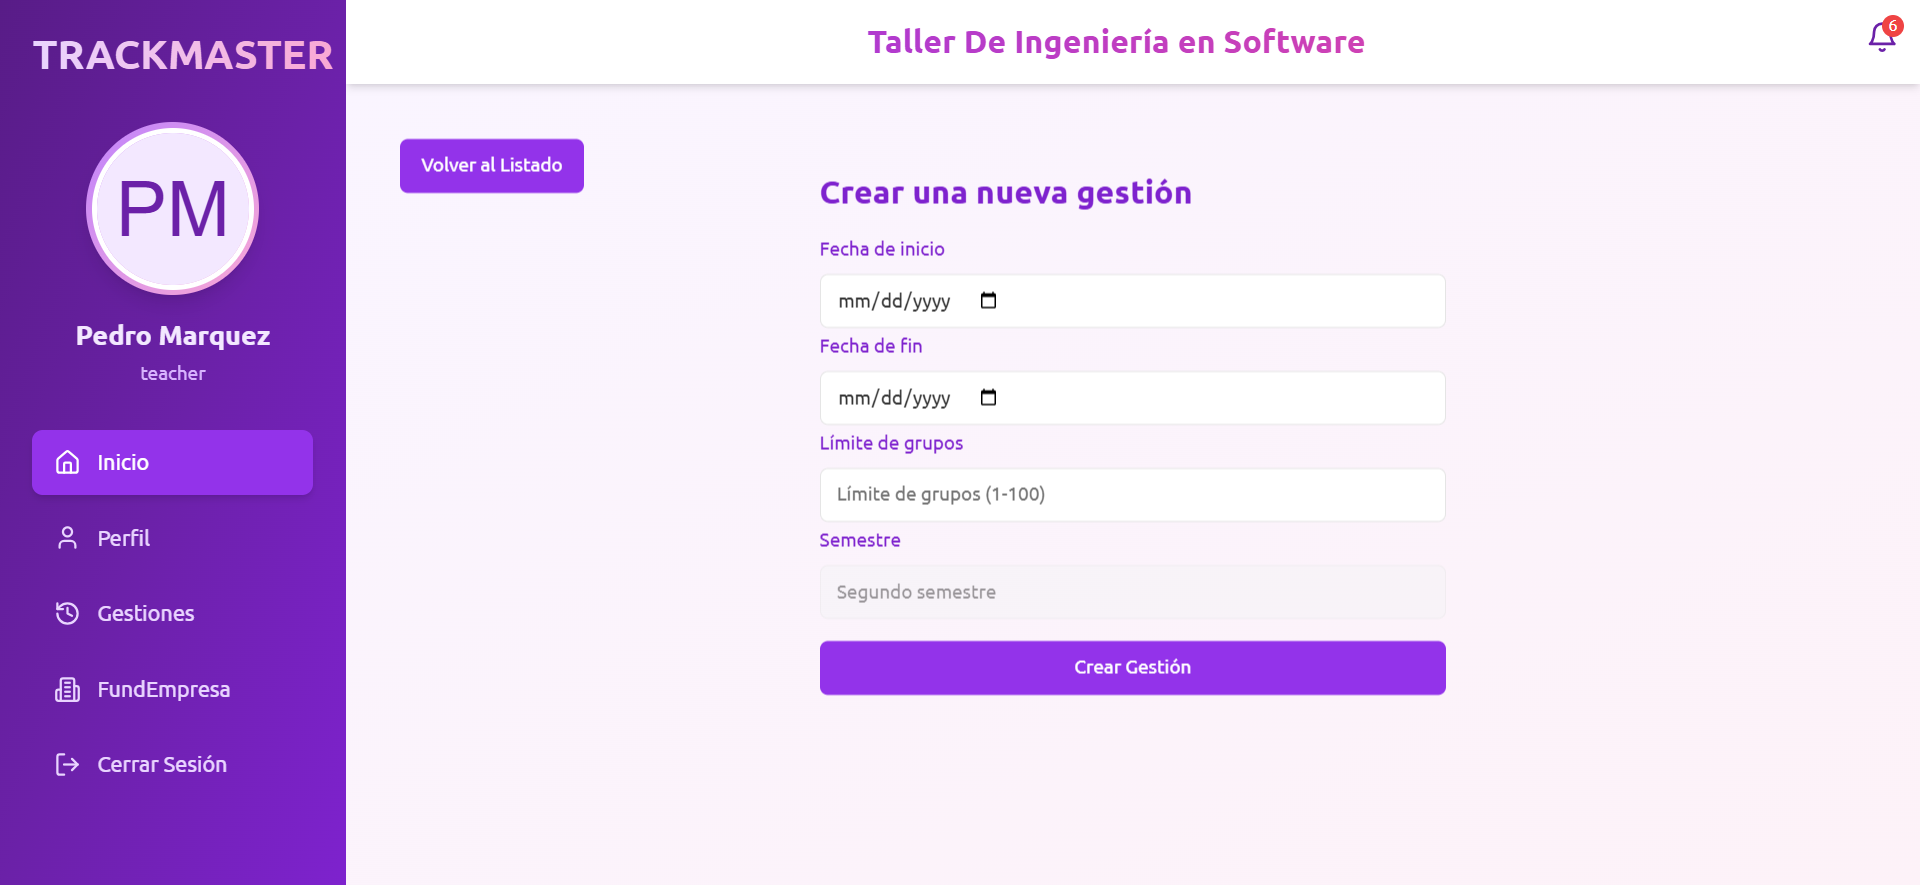 TRACKMASTER
PM
Pedro Marquez
teacher
Inicio
Perfil
Gestiones
FundEmpresa
Cerrar Sesión
Taller De Ingeniería en Software
6
Volver al Listado
Crear una nueva gestión
Fecha de inicio
mm/dd/yyyy
Fecha de fin
mm/dd/yyyy
Límite de grupos
Límite de grupos (1-100)
Semestre
Segundo semestre
Crear Gestión